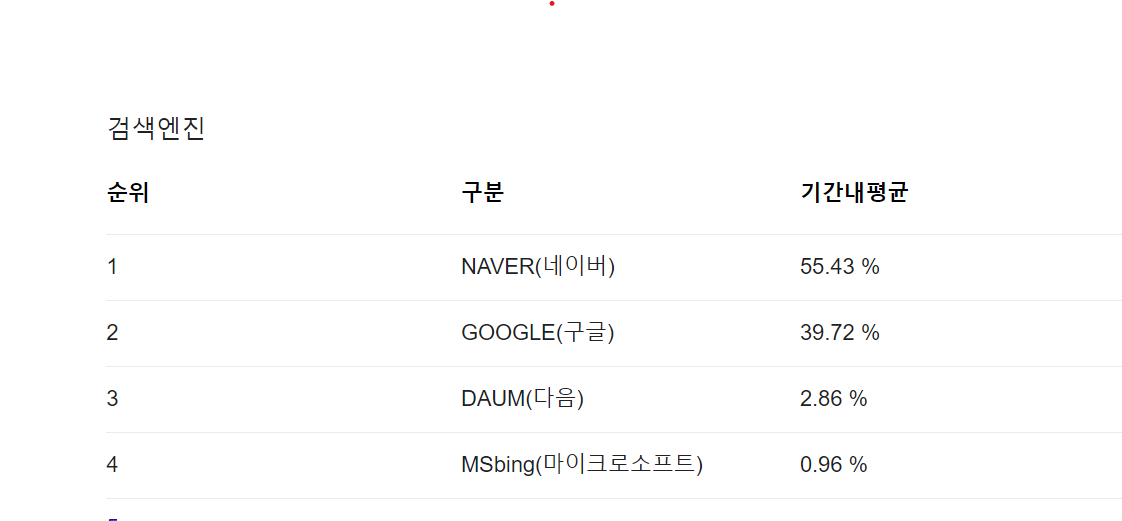 검색엔진
순위 구분 기간내평균
1 NAVER(네이버) 55.43 %
2 GOOGLE(구글) 39.72 %
3 DAUM(다음) 2.86 %
4 MSbing(마이크로소프트) 0.96 %